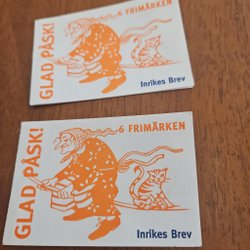 GLAD PÅSK!
6 FRIMÄRKEN
Inrikes Brev
GLAD PÅSK!
6 FRIMÄRKEN
Inrikes Brev